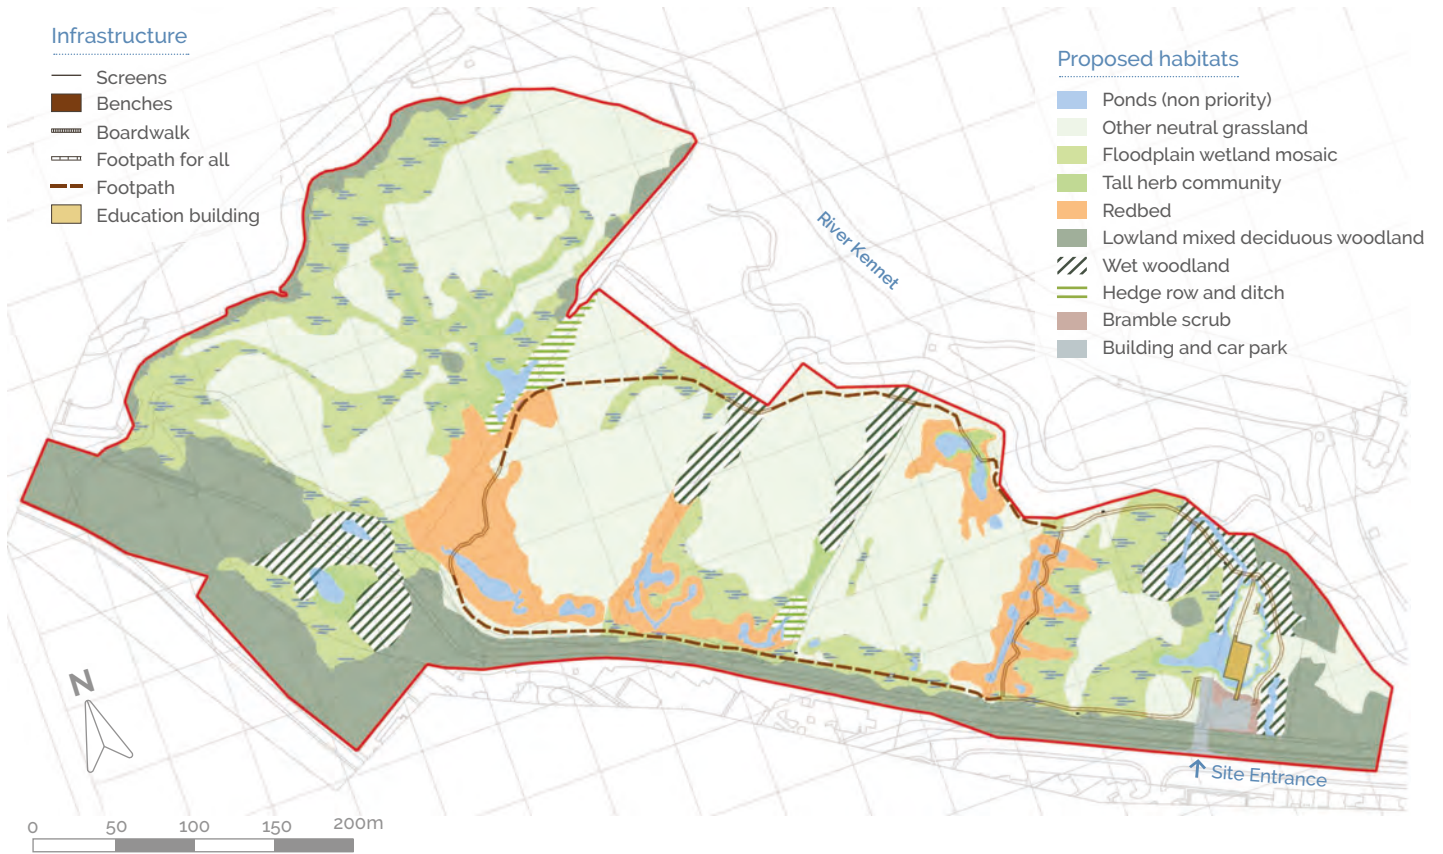 Infrastructure
Screens
Benches
Boardwalk
Footpath for all
Footpath
Education building
Proposed habitats
Ponds (non priority)
Other neutral grassland
Floodplain wetland mosaic
Tall herb community
Redbed
Lowland mixed deciduous woodland
Wet woodland
Hedge row and ditch
Bramble scrub
Building and car park
River Kennet
N
Site Entrance
0 50 100 150 200m